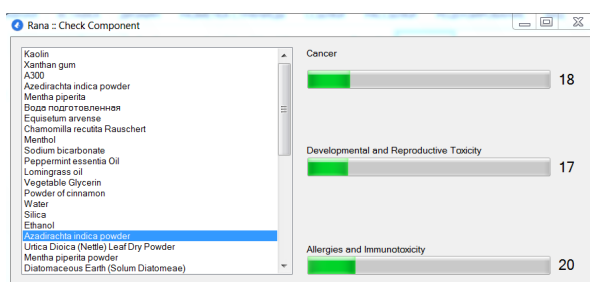 Rana :: Check Component
Kaolin
Xanthan gum
A300
Azedirachta indica powder
Mentha piperita
Вода подготовленная
Equisetum arvense
Chamomilla recutita Rauschert
Menthol
Sodium bicarbonate
Peppermint essentia Oil
Lomingrass oil
Vegetable Glycerin
Powder of cinnamon
Water
Silica
Ethanol
Azadirachta indica powder
Urtica Dioica (Nettle) Leaf Dry Powder
Mentha piperita powder
Diatomaceous Earth (Solum Diatomeae)
Cancer
18
Developmental and Reproductive Toxicity
17
Allergies and Immunotoxicity
20